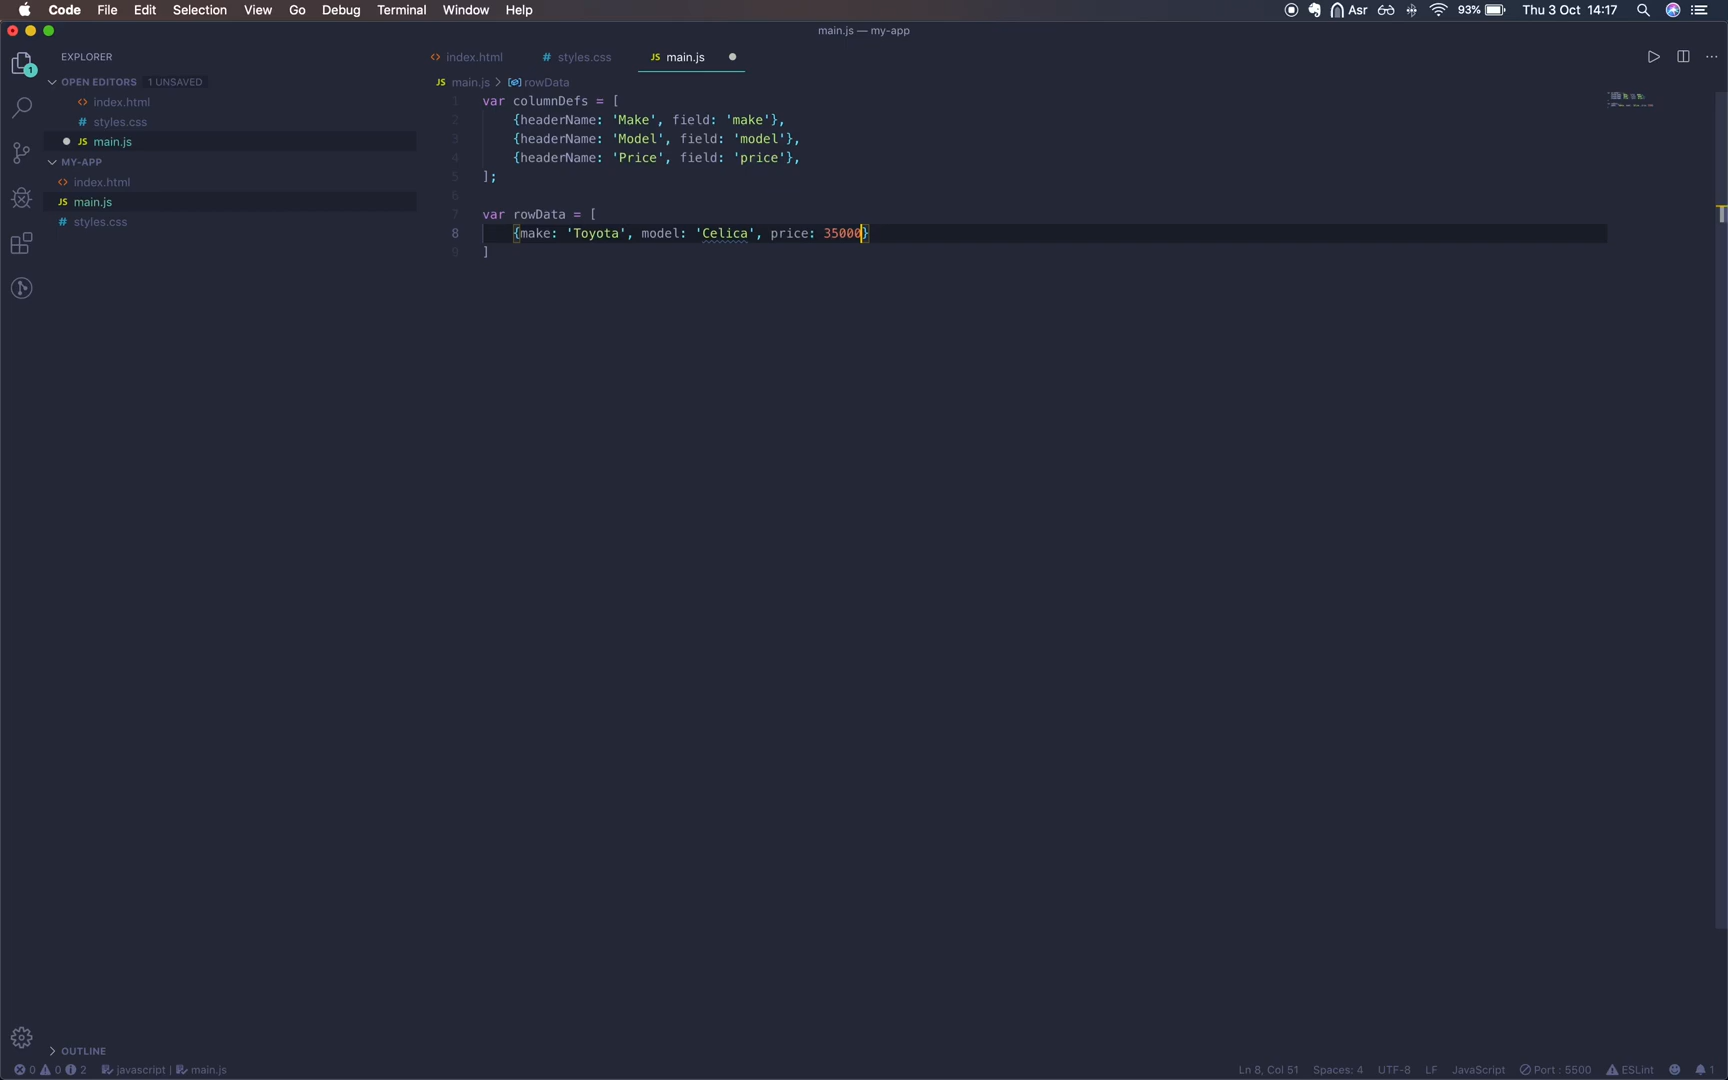 Code File Edit Selection View Go Debug Terminal Window Help Asr 93% Thu 3 Oct 14:17
main.js — my-app
EXPLORER
index.html # styles.css JS main.js
OPEN EDITORS 1 UNSAVED
index.html
# styles.css
JS main.js
MY-APP
index.html
JS main.js
# styles.css
OUTLINE
JS main.js > rowData
1 var columnDefs = [
2 {headerName: 'Make', field: 'make'},
3 {headerName: 'Model', field: 'model'},
4 {headerName: 'Price', field: 'price'},
5 ];
6
7 var rowData = [
8 {make: 'Toyota', model: 'Celica', price: 35000}
9 ]
1
0 0 2 javascript | main.js Ln 8, Col 51 Spaces: 4 UTF-8 LF JavaScript Port : 5500 ESLint 1